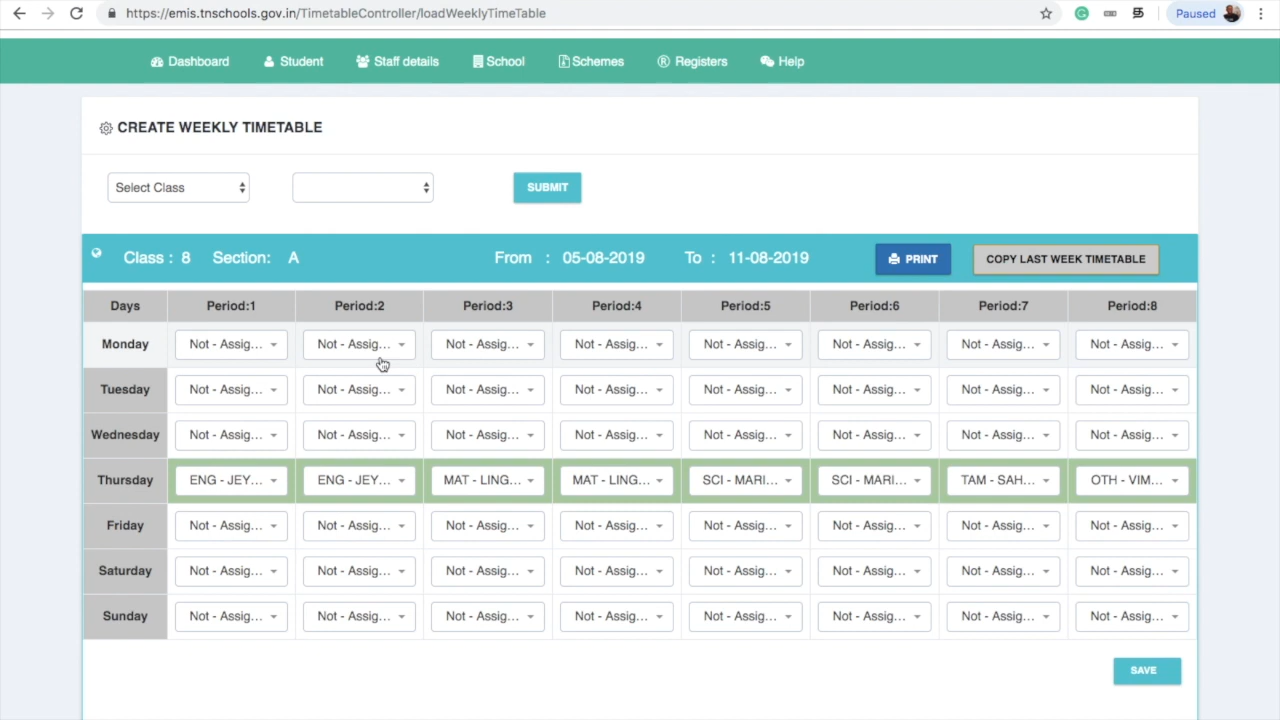 https://emis.tnschools.gov.in/TimetableController/loadWeeklyTimeTable Paused
Dashboard Student Staff details School Schemes Registers Help
CREATE WEEKLY TIMETABLE
Select Class SUBMIT
Class : 8 Section: A From : 05-08-2019 To : 11-08-2019 PRINT COPY LAST WEEK TIMETABLE
Days Period:1 Period:2 Period:3 Period:4 Period:5 Period:6 Period:7 Period:8
Monday Not - Assig... Not - Assig... Not - Assig... Not - Assig... Not - Assig... Not - Assig... Not - Assig... Not - Assig...
Tuesday Not - Assig... Not - Assig... Not - Assig... Not - Assig... Not - Assig... Not - Assig... Not - Assig... Not - Assig...
Wednesday Not - Assig... Not - Assig... Not - Assig... Not - Assig... Not - Assig... Not - Assig... Not - Assig... Not - Assig...
Thursday ENG - JEY... ENG - JEY... MAT - LING... MAT - LING... SCI - MARI... SCI - MARI... TAM - SAH... OTH - VIM...
Friday Not - Assig... Not - Assig... Not - Assig... Not - Assig... Not - Assig... Not - Assig... Not - Assig... Not - Assig...
Saturday Not - Assig... Not - Assig... Not - Assig... Not - Assig... Not - Assig... Not - Assig... Not - Assig... Not - Assig...
Sunday Not - Assig... Not - Assig... Not - Assig... Not - Assig... Not - Assig... Not - Assig... Not - Assig... Not - Assig...
SAVE